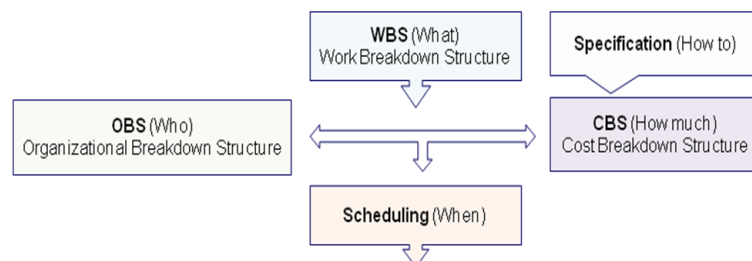 WBS (What)
Work Breakdown Structure
Specification (How to)
OBS (Who)
Organizational Breakdown Structure
CBS (How much)
Cost Breakdown Structure
Scheduling (When)